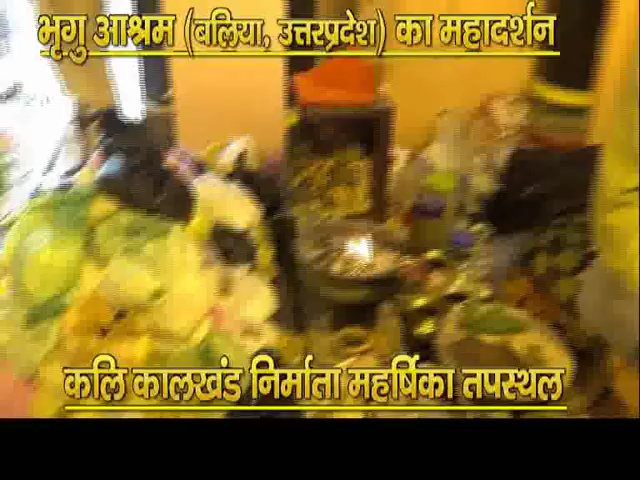 भृगु आश्रम (बलिया, उत्तरप्रदेश) का महादर्शन
कलि कालखंड निर्माता महर्षिका तपस्थल